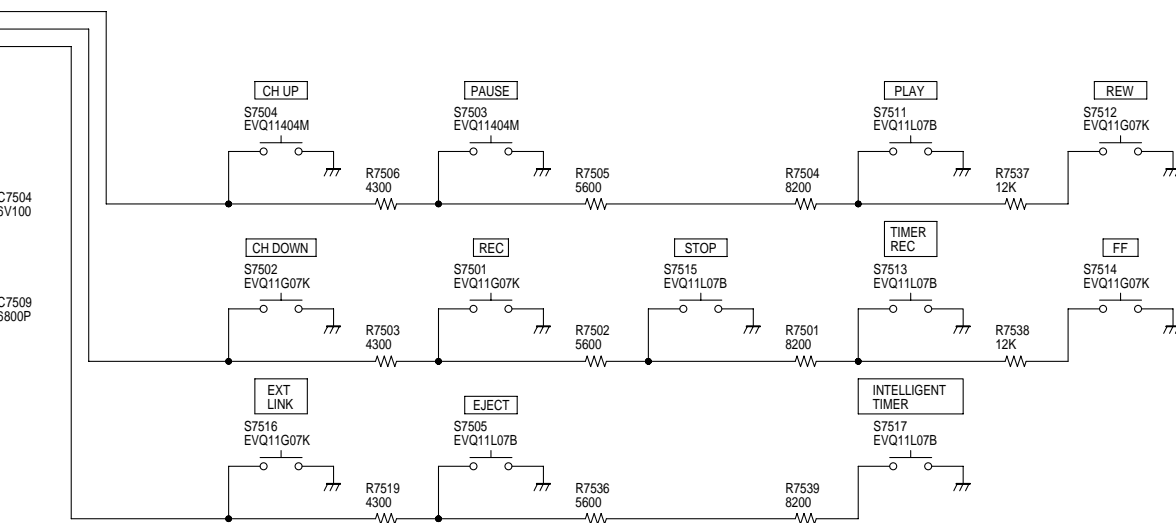 CH UP
S7504
EVQ11404M
PAUSE
S7503
EVQ11404M
PLAY
S7511
EVQ11L07B
REW
S7512
EVQ11G07K
R7506
4300
R7505
5600
R7504
8200
R7537
12K
C7504
6V100
CH DOWN
S7502
EVQ11G07K
REC
S7501
EVQ11G07K
STOP
S7515
EVQ11L07B
TIMER
REC
S7513
EVQ11L07B
FF
S7514
EVQ11G07K
C7509
6800P
R7503
4300
R7502
5600
R7501
8200
R7538
12K
EXT
LINK
S7516
EVQ11G07K
EJECT
S7505
EVQ11L07B
INTELLIGENT
TIMER
S7517
EVQ11L07B
R7519
4300
R7536
5600
R7539
8200